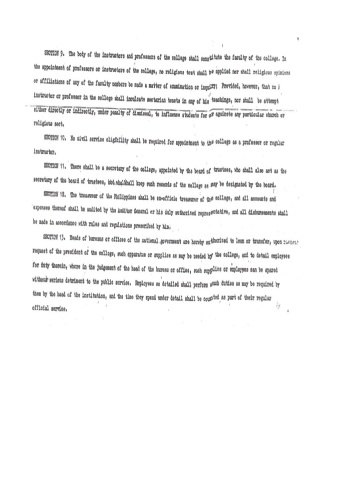 SECTION 9. The body of the instructors and professors of the college shall constitute the faculty of the college. In
the appointment of professors or instructors of the college, no religious test shall be applied nor shall religious opinions
or affiliations of any of the faculty members be made a matter of examination or inquiry: Provided, however, that no
instructor or professor in the college shall inculcate sectarian tenets in any of his teachings, nor shall be attempt
either directly or indirectly, under penalty of dismissal, to influence students for or against any particular church or
religious sect.
SECTION 10. No civil service eligibility shall be required for appointment to the college as a professor or regular
instructor.
SECTION 11. There shall be a secretary of the college, appointed by the board of trustees, who shall also act as the
secretary of the board of trustees, and shall keep such records of the college as may be designated by the board.
SECTION 12. The treasurer of the Philippines shall be ex-officio treasurer of the college, and all accounts and
expenses thereof shall be audited by the Auditor General or his duly authorized representative, and all disbursements shall
be made in accordance with rules and regulations prescribed by him.
SECTION 13. Heads of bureaus or offices of the national government are hereby authorized to loan or transfer, upon
request of the president of the college, such apparatus or supplies as may be needed by the college, and to detail employees
for duty therein, where in the judgement of the head of the bureau or office, such supplies or employees can be spared
without serious detriment to the public service. Employees so detailed shall perform such duties as may be required by
them by the head of the institution, and the time they spend under detail shall be counted as part of their regular
official service.